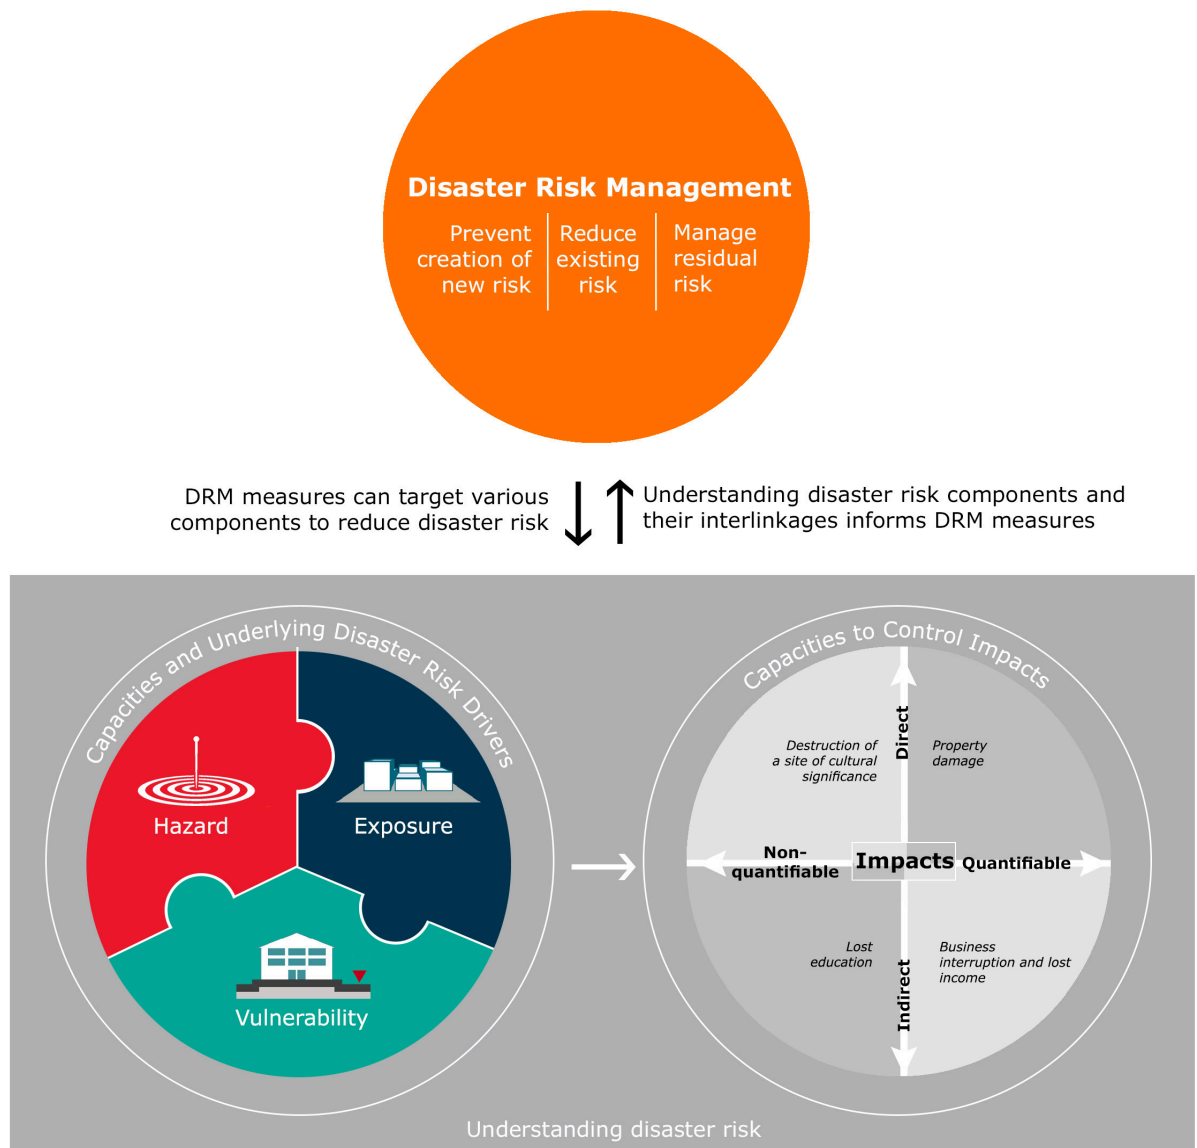 Disaster Risk Management
Prevent
creation of
new risk
Reduce
existing
risk
Manage
residual
risk
DRM measures can target various
components to reduce disaster risk
Understanding disaster risk components and
their interlinkages informs DRM measures
Capacities and Underlying Disaster Risk Drivers
Hazard
Exposure
Vulnerability
Capacities to Control Impacts
Direct
Destruction of
a site of cultural
significance
Property
damage
Non-
quantifiable
Impacts
Quantifiable
Lost
education
Business
interruption and lost
income
Indirect
Understanding disaster risk